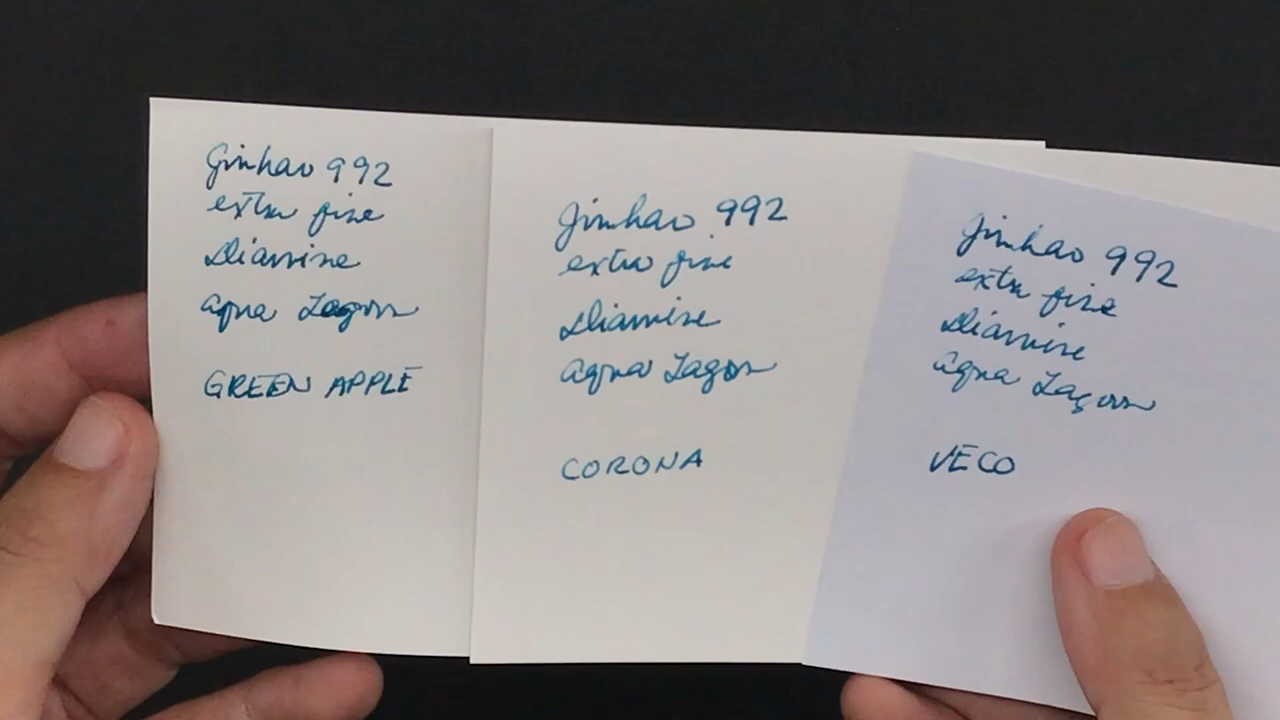 Jinhao 992
extra fine
Diamine
Aqua Lagoon
GREEN APPLE
Jinhao 992
extra fine
Diamine
Aqua Lagoon
CORONA
Jinhao 992
extra fine
Diamine
Aqua Lagoon
VECO